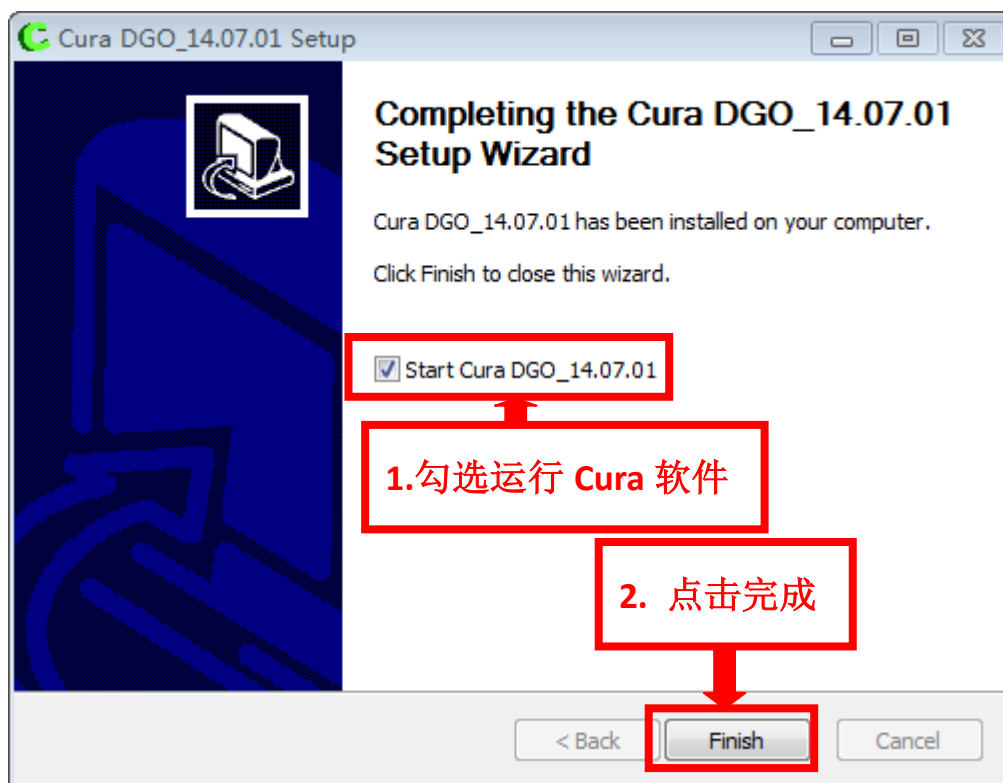 Cura DGO_14.07.01 Setup
Completing the Cura DGO_14.07.01
Setup Wizard
Cura DGO_14.07.01 has been installed on your computer.
Click Finish to close this wizard.
Start Cura DGO_14.07.01
1.勾选运行 Cura 软件
2. 点击完成
< Back Finish Cancel